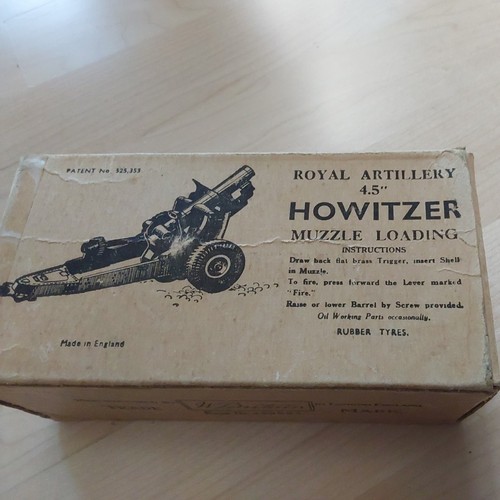 PATENT No. 525,353
ROYAL ARTILLERY
4.5"
HOWITZER
MUZZLE LOADING
INSTRUCTIONS
Draw back flat brass Trigger, insert Shell
in Muzzle.
To fire, press forward the Lever marked
"Fire."
Raise or lower Barrel by Screw provided.
Oil Working Parts occasionally.
RUBBER TYRES.
Made in England